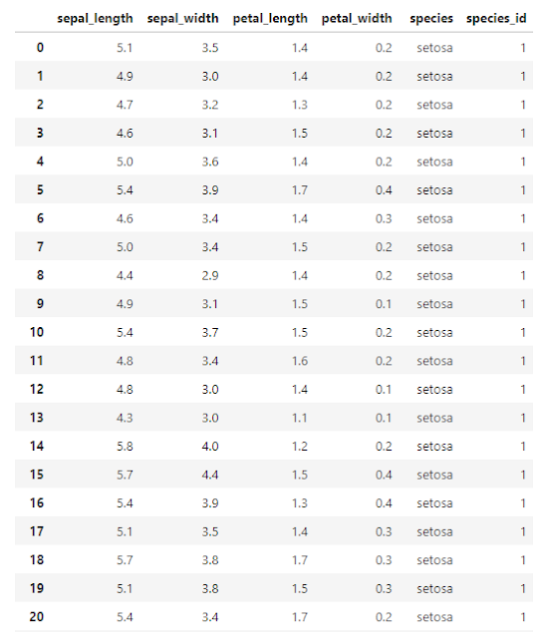 sepal_length sepal_width petal_length petal_width species species_id
0 5.1 3.5 1.4 0.2 setosa 1
1 4.9 3.0 1.4 0.2 setosa 1
2 4.7 3.2 1.3 0.2 setosa 1
3 4.6 3.1 1.5 0.2 setosa 1
4 5.0 3.6 1.4 0.2 setosa 1
5 5.4 3.9 1.7 0.4 setosa 1
6 4.6 3.4 1.4 0.3 setosa 1
7 5.0 3.4 1.5 0.2 setosa 1
8 4.4 2.9 1.4 0.2 setosa 1
9 4.9 3.1 1.5 0.1 setosa 1
10 5.4 3.7 1.5 0.2 setosa 1
11 4.8 3.4 1.6 0.2 setosa 1
12 4.8 3.0 1.4 0.1 setosa 1
13 4.3 3.0 1.1 0.1 setosa 1
14 5.8 4.0 1.2 0.2 setosa 1
15 5.7 4.4 1.5 0.4 setosa 1
16 5.4 3.9 1.3 0.4 setosa 1
17 5.1 3.5 1.4 0.3 setosa 1
18 5.7 3.8 1.7 0.3 setosa 1
19 5.1 3.8 1.5 0.3 setosa 1
20 5.4 3.4 1.7 0.2 setosa 1